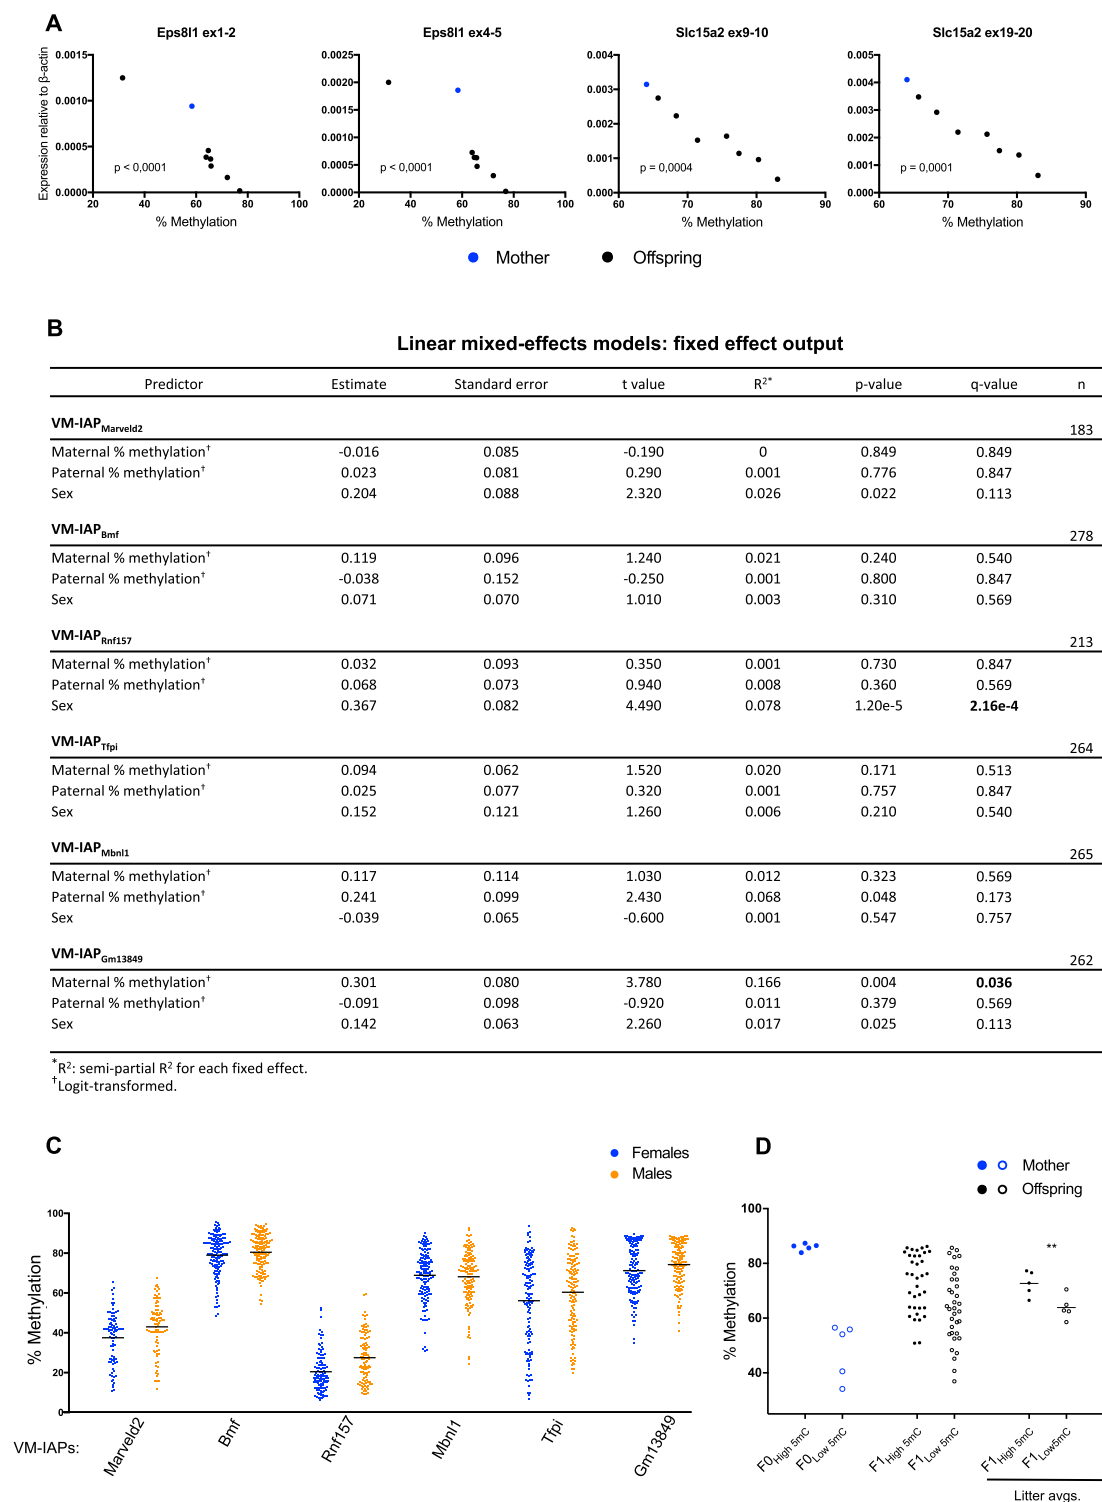 A
Eps8l1 ex1-2
Eps8l1 ex4-5
Slc15a2 ex9-10
Slc15a2 ex19-20
Expression relative to β-actin
0.0015
0.0010
0.0005
0.0000
p < 0,0001
20 40 60 80 100
% Methylation
0.0025
0.0020
0.0015
0.0010
0.0005
0.0000
p < 0,0001
20 40 60 80 100
% Methylation
0.004
0.003
0.002
0.001
0.000
p = 0,0004
60 70 80 90
% Methylation
0.005
0.004
0.003
0.002
0.001
0.000
p = 0,0001
60 70 80 90
% Methylation
Mother Offspring
B
Linear mixed-effects models: fixed effect output
Predictor Estimate Standard error t value R2* p-value q-value n
VM-IAPMarveld2 183
Maternal % methylation† -0.016 0.085 -0.190 0 0.849 0.849
Paternal % methylation† 0.023 0.081 0.290 0.001 0.776 0.847
Sex 0.204 0.088 2.320 0.026 0.022 0.113
VM-IAPBmf 278
Maternal % methylation† 0.119 0.096 1.240 0.021 0.240 0.540
Paternal % methylation† -0.038 0.152 -0.250 0.001 0.800 0.847
Sex 0.071 0.070 1.010 0.003 0.310 0.569
VM-IAPRnf157 213
Maternal % methylation† 0.032 0.093 0.350 0.001 0.730 0.847
Paternal % methylation† 0.068 0.073 0.940 0.008 0.360 0.569
Sex 0.367 0.082 4.490 0.078 1.20e-5 2.16e-4
VM-IAPTfpi 264
Maternal % methylation† 0.094 0.062 1.520 0.020 0.171 0.513
Paternal % methylation† 0.025 0.077 0.320 0.001 0.757 0.847
Sex 0.152 0.121 1.260 0.006 0.210 0.540
VM-IAPMbnl1 265
Maternal % methylation† 0.117 0.114 1.030 0.012 0.323 0.569
Paternal % methylation† 0.241 0.099 2.430 0.068 0.048 0.173
Sex -0.039 0.065 -0.600 0.001 0.547 0.757
VM-IAPGm13849 262
Maternal % methylation† 0.301 0.080 3.780 0.166 0.004 0.036
Paternal % methylation† -0.091 0.098 -0.920 0.011 0.379 0.569
Sex 0.142 0.063 2.260 0.017 0.025 0.113
*R2: semi-partial R2 for each fixed effect.
†Logit-transformed.
C
Females
Males
% Methylation
100
80
60
40
20
0
VM-IAPs:
Marveld2
Bmf
Rnf157
Mbnl1
Tfpi
Gm13849
D
Mother
Offspring
% Methylation
100
80
60
40
**
F0High 5mC
F0Low 5mC
F1High 5mC
F1Low 5mC
F1High 5mC
F1Low5mC
Litter avgs.